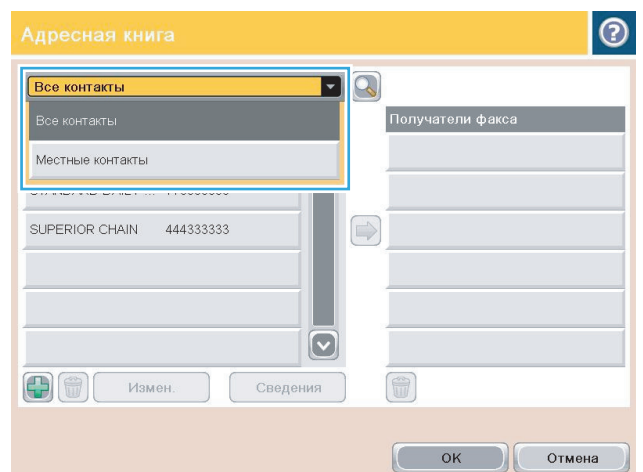 Адресная книга
Все контакты
Все контакты
Получатели факса
Местные контакты
SUPERIOR CHAIN 444333333
Измен.
Сведения
OK
Отмена